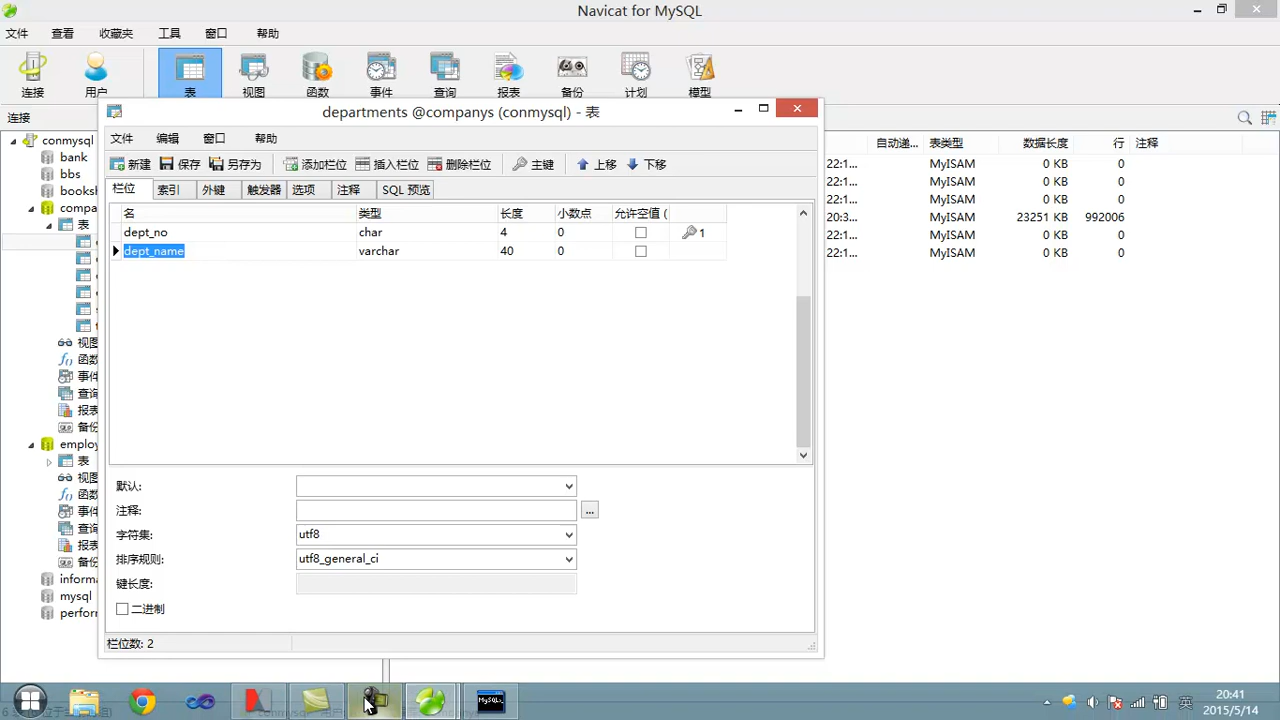 Navicat for MySQL
文件 查看 收藏夹 工具 窗口 帮助
连接 用户 表 视图 函数 事件 查询 报表 备份 计划 模型
连接
departments @companys (conmysql) - 表
文件 编辑 窗口 帮助
新建 保存 另存为 添加栏位 插入栏位 删除栏位 主键 上移 下移
栏位 索引 外键 触发器 选项 注释 SQL 预览
名 类型 长度 小数点 允许空值 (
dept_no char 4 0 1
dept_name varchar 40 0
默认:
注释: ...
字符集: utf8
排序规则: utf8_general_ci
键长度:
二进制
栏位数: 2
conmysql
bank
bbs
booksh
compa
表
视图
函数
事件
查询
报表
备份
employ
表
视图
函数
事件
查询
报表
备份
informa
mysql
perforn
自动递... 表类型 数据长度 行 注释
22:1... MyISAM 0 KB 0
22:1... MyISAM 0 KB 0
22:1... MyISAM 0 KB 0
20:3... MyISAM 23251 KB 992006
22:1... MyISAM 0 KB 0
22:1... MyISAM 0 KB 0
MySQL
英
20:41
2015/5/14